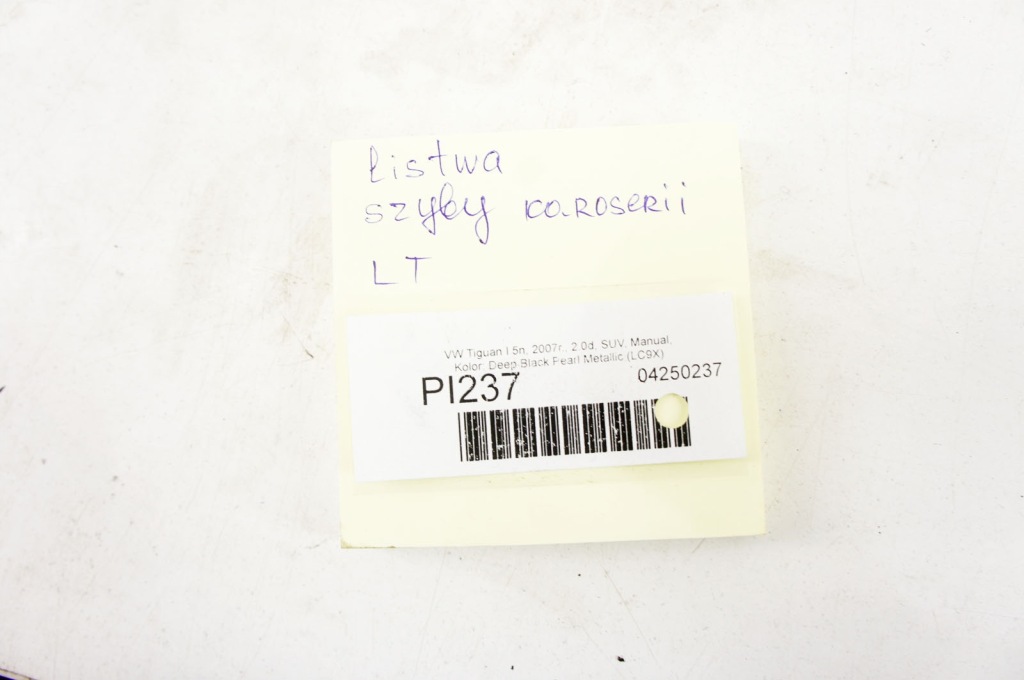 listwa
szyby karoserii
LT
VW Tiguan I 5n, 2007r., 2.0d, SUV, Manual,
Kolor: Deep Black Pearl Metallic (LC9X)
PI237
04250237